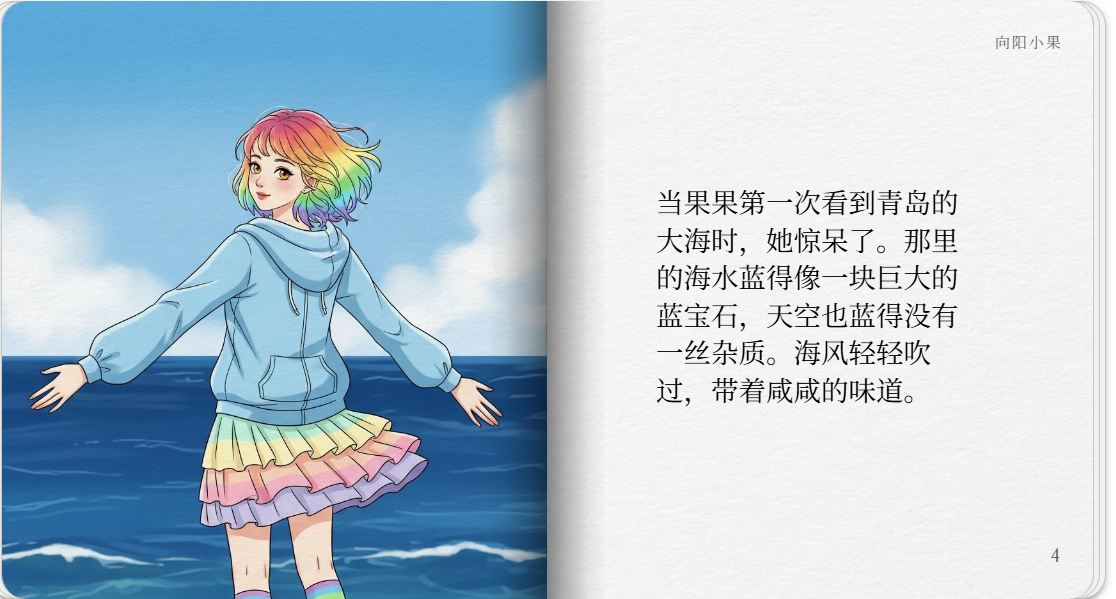 向阳小果
当果果第一次看到青岛的
大海时，她惊呆了。那里
的海水蓝得像一块巨大的
蓝宝石，天空也蓝得没有
一丝杂质。海风轻轻吹
过，带着咸咸的味道。
4